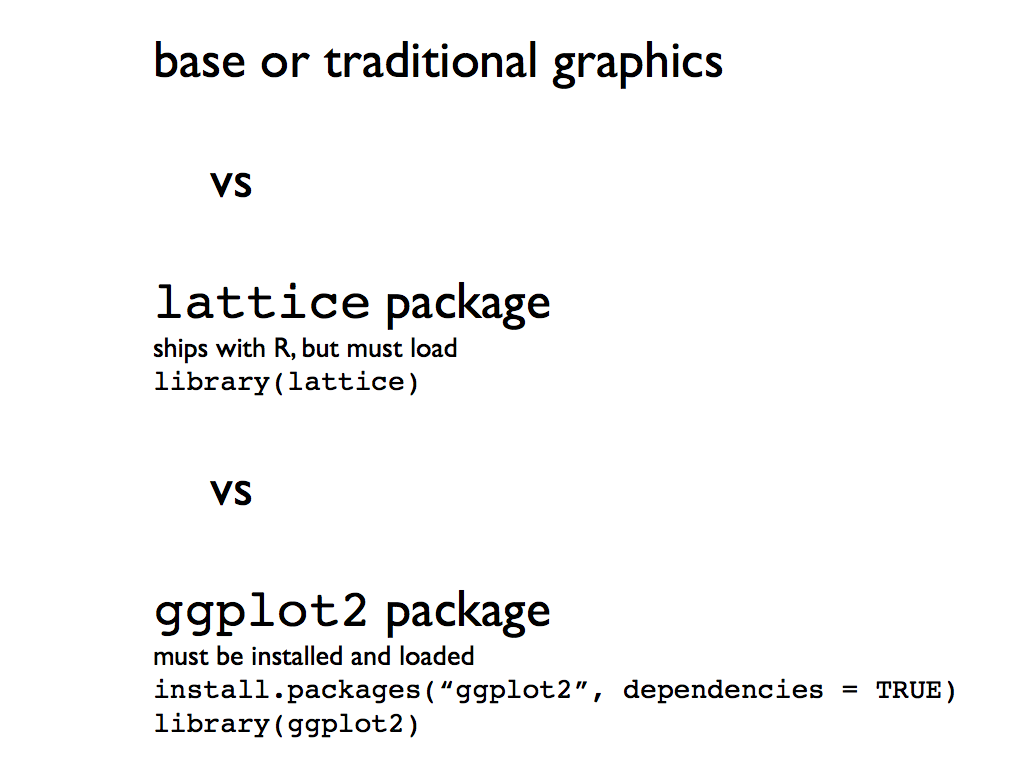 base or traditional graphics
vs
lattice package
ships with R, but must load
library(lattice)
vs
ggplot2 package
must be installed and loaded
install.packages(“ggplot2”, dependencies = TRUE)
library(ggplot2)